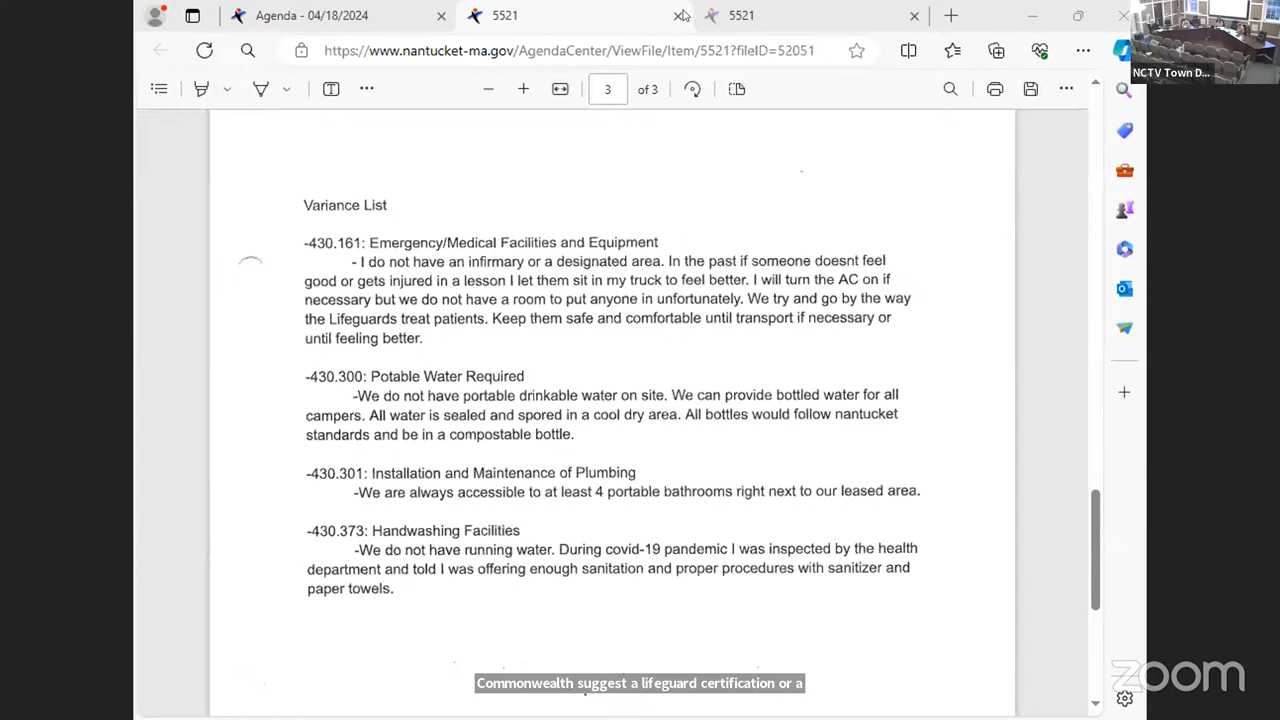 Agenda - 04/18/2024
5521
5521
https://www.nantucket-ma.gov/AgendaCenter/ViewFile/Item/5521?fileID=52051
NCTV Town D...
3 of 3
Variance List
-430.161: Emergency/Medical Facilities and Equipment
- I do not have an infirmary or a designated area. In the past if someone doesnt feel
good or gets injured in a lesson I let them sit in my truck to feel better. I will turn the AC on if
necessary but we do not have a room to put anyone in unfortunately. We try and go by the way
the Lifeguards treat patients. Keep them safe and comfortable until transport if necessary or
until feeling better.
-430.300: Potable Water Required
-We do not have portable drinkable water on site. We can provide bottled water for all
campers. All water is sealed and spored in a cool dry area. All bottles would follow nantucket
standards and be in a compostable bottle.
-430.301: Installation and Maintenance of Plumbing
-We are always accessible to at least 4 portable bathrooms right next to our leased area.
-430.373: Handwashing Facilities
-We do not have running water. During covid-19 pandemic I was inspected by the health
department and told I was offering enough sanitation and proper procedures with sanitizer and
paper towels.
Commonwealth suggest a lifeguard certification or a
zoom